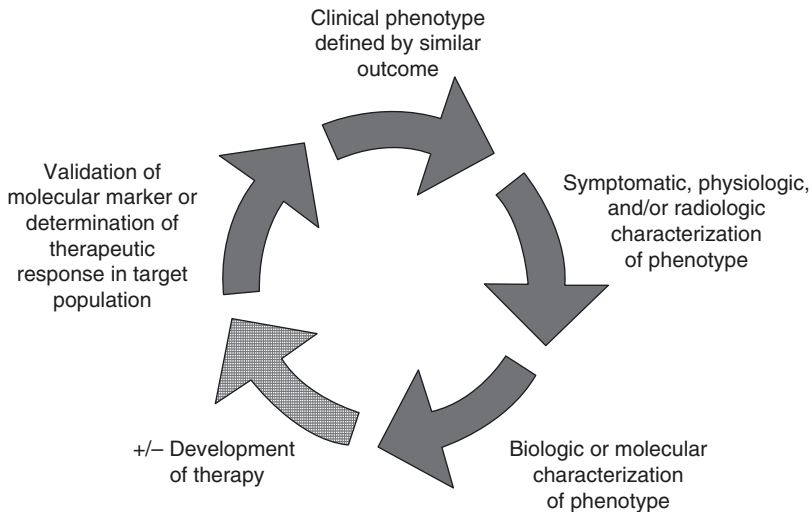 Clinical phenotype
defined by similar
outcome
Symptomatic, physiologic,
and/or radiologic
characterization
of phenotype
Biologic or molecular
characterization
of phenotype
+/– Development
of therapy
Validation of
molecular marker or
determination of
therapeutic
response in target
population